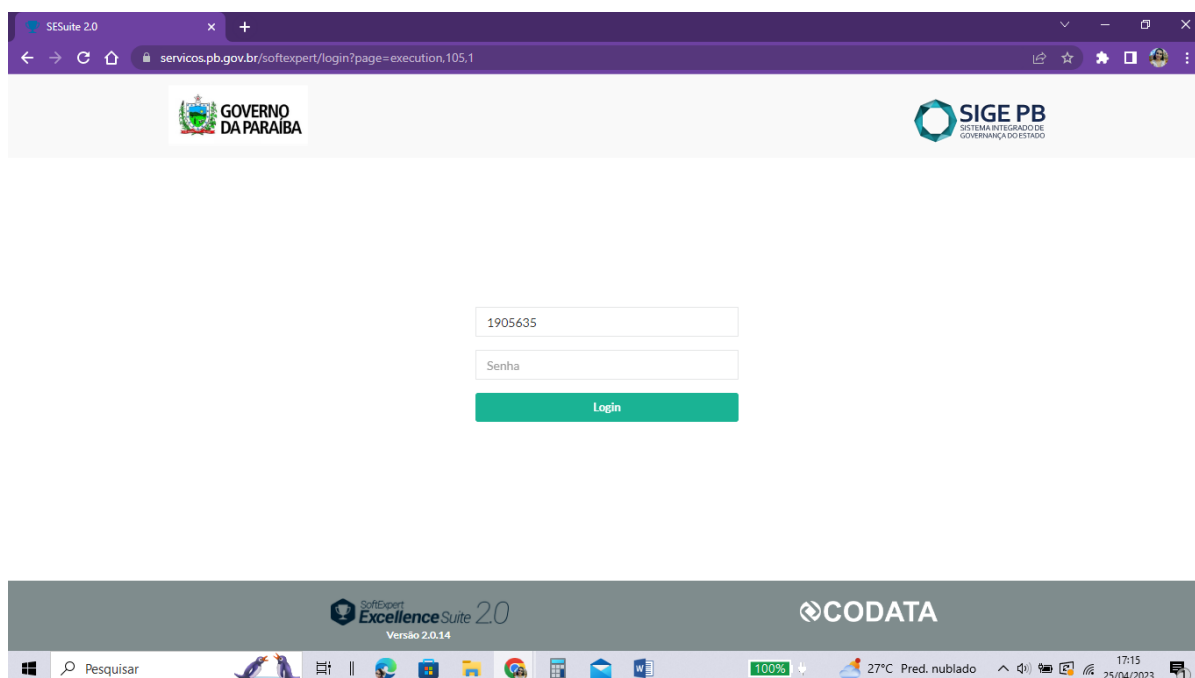 SESuite 2.0
servicos.pb.gov.br/softexpert/login?page=execution,105,1
GOVERNO
DA PARAÍBA
SIGE PB
SISTEMA INTEGRADO DE
GOVERNANÇA DO ESTADO
1905635
Senha
Login
SoftExpert
Excellence Suite 2.0
Versão 2.0.14
CODATA
Pesquisar
100%
27°C Pred. nublado
17:15
25/04/2023